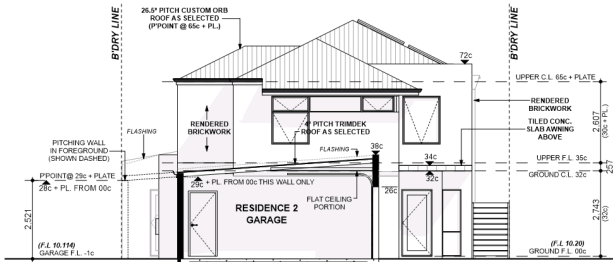 26.5° PITCH CUSTOM ORB
ROOF AS SELECTED
(P'POINT @ 65c + PL.)
B'DRY LINE
B'DRY LINE
72c
UPPER C.L. 65c + PLATE
RENDERED
BRICKWORK
RENDERED
BRICKWORK
4° PITCH TRIMDEK
ROOF AS SELECTED
TILED CONC.
SLAB AWNING
ABOVE
2,607
(30c + PL.)
FLASHING
FLASHING
PITCHING WALL
IN FOREGROUND
(SHOWN DASHED)
38c
34c
UPPER F.L. 35c
257
GROUND C.L. 32c
32c
P'POINT@ 29c + PLATE
28c + PL. FROM 00c
29c + PL. FROM 00c THIS WALL ONLY
26c
FLAT CEILING
PORTION
RESIDENCE 2
GARAGE
2,521
2,743
(32c)
(F.L 10.114)
GARAGE F.L. -1c
(F.L 10.20)
GROUND F.L. 00c